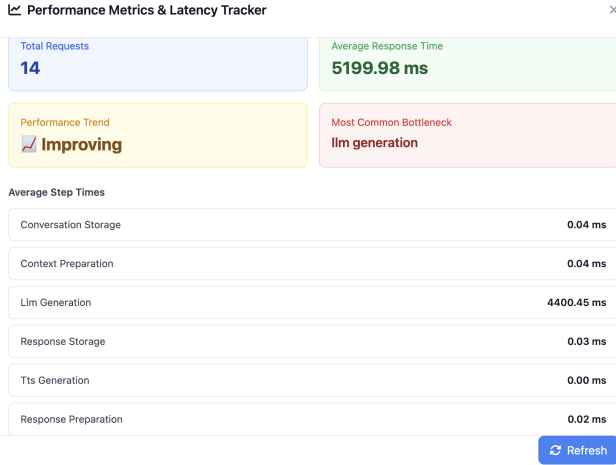 Performance Metrics & Latency Tracker
Total Requests
14
Average Response Time
5199.98 ms
Performance Trend
📈 Improving
Most Common Bottleneck
llm generation
Average Step Times
Conversation Storage 0.04 ms
Context Preparation 0.04 ms
Llm Generation 4400.45 ms
Response Storage 0.03 ms
Tts Generation 0.00 ms
Response Preparation 0.02 ms
Refresh